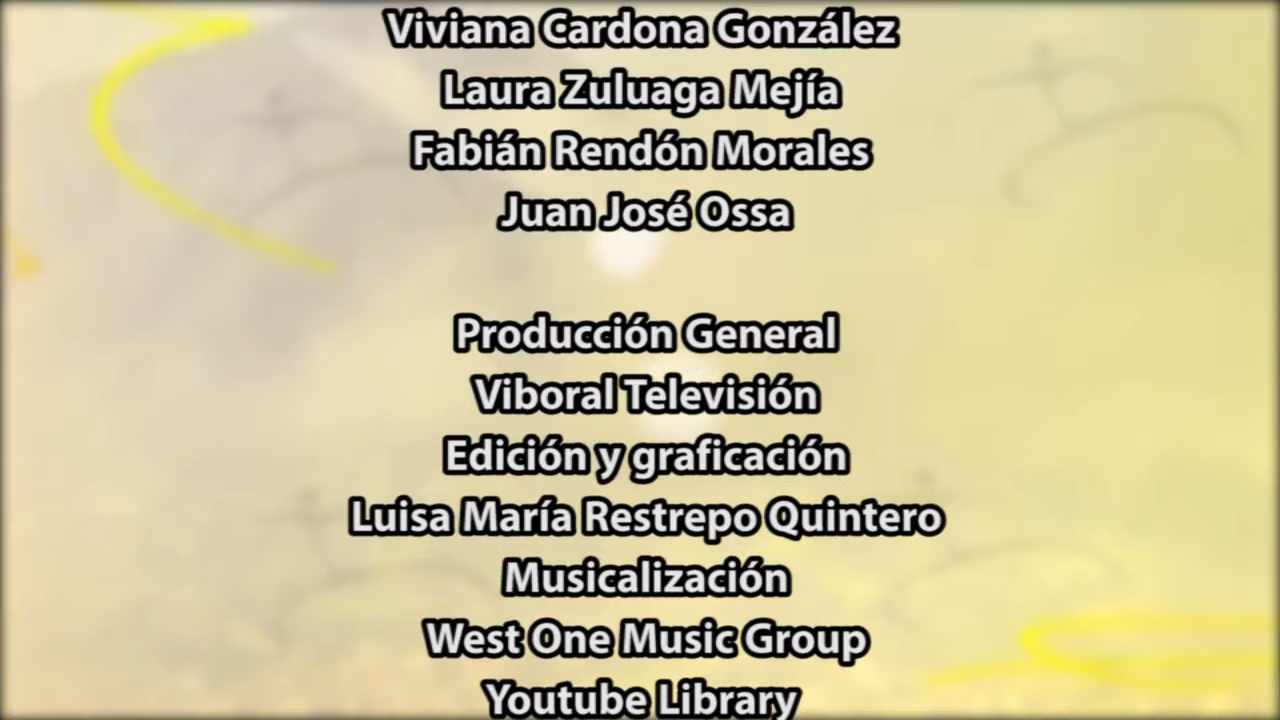 Viviana Cardona González
Laura Zuluaga Mejía
Fabián Rendón Morales
Juan José Ossa
Producción General
Viboral Televisión
Edición y graficación
Luisa María Restrepo Quintero
Musicalización
West One Music Group
Youtube Library